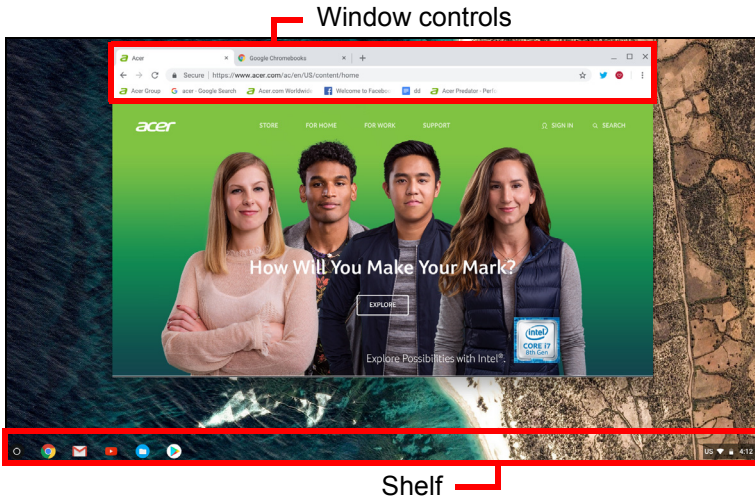 Window controls
Acer
Google Chromebooks
Secure | https://www.acer.com/ac/en/US/content/home
Acer Group
acer - Google Search
Acer.com Worldwide
Welcome to Faceboo
dd
Acer Predator - Perfo
acer
STORE
FOR HOME
FOR WORK
SUPPORT
SIGN IN
SEARCH
How Will You Make Your Mark?
EXPLORE
intel
CORE i7
8th Gen
Explore Possibilities with Intel®.
US
4:12
Shelf